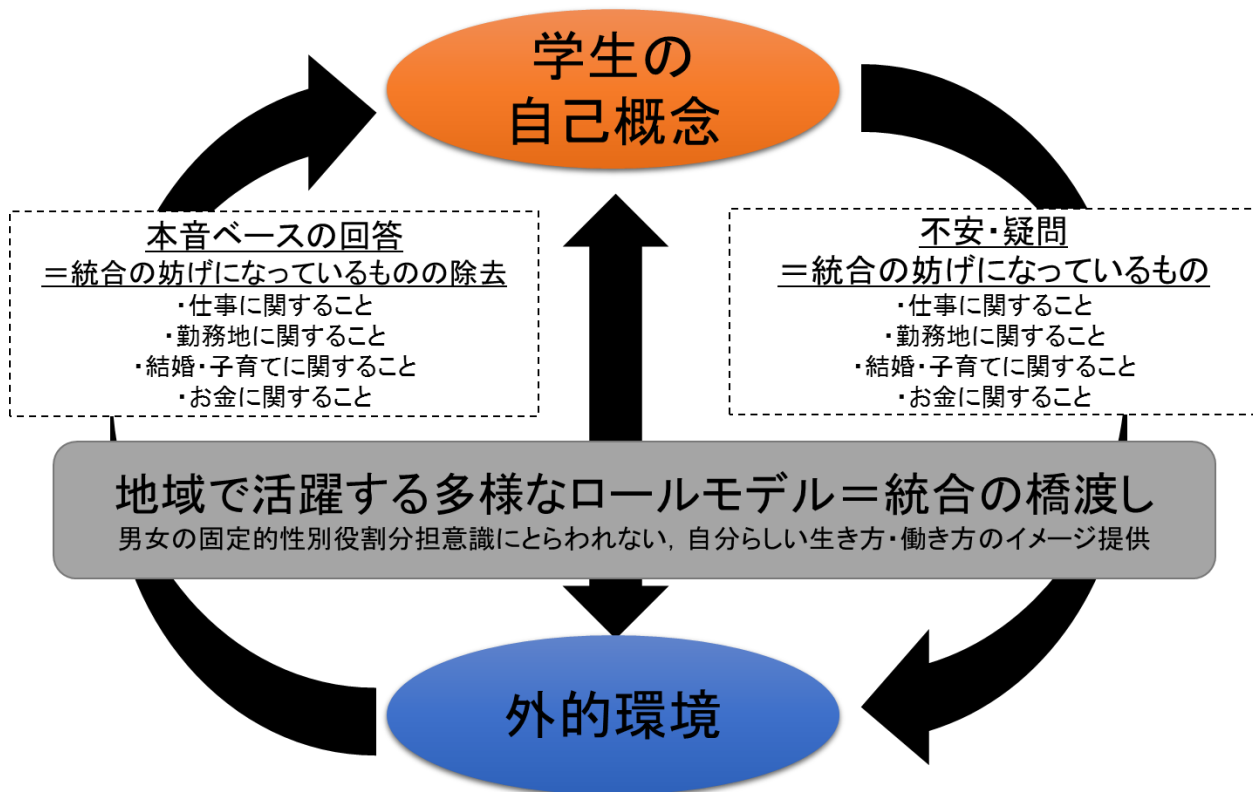 学生の
自己概念
本音ベースの回答
＝統合の妨げになっているものの除去
・仕事に関すること
・勤務地に関すること
・結婚・子育てに関すること
・お金に関すること
不安・疑問
＝統合の妨げになっているもの
・仕事に関すること
・勤務地に関すること
・結婚・子育てに関すること
・お金に関すること
地域で活躍する多様なロールモデル＝統合の橋渡し
男女の固定的性別役割分担意識にとらわれない，自分らしい生き方・働き方のイメージ提供
外的環境